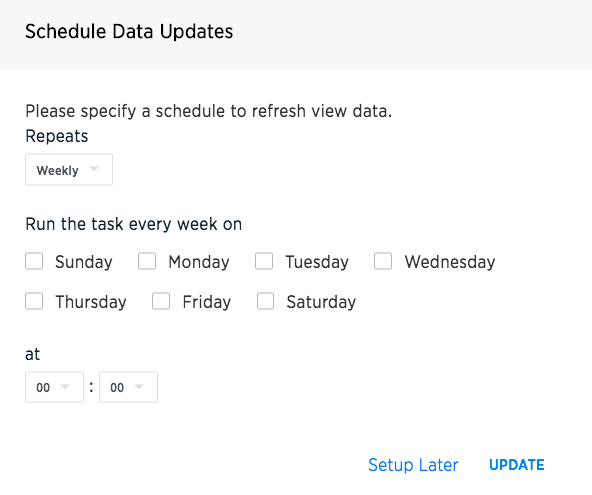 Schedule Data Updates
Please specify a schedule to refresh view data.
Repeats
Weekly
Run the task every week on
Sunday Monday Tuesday Wednesday
Thursday Friday Saturday
at
00 : 00
Setup Later UPDATE